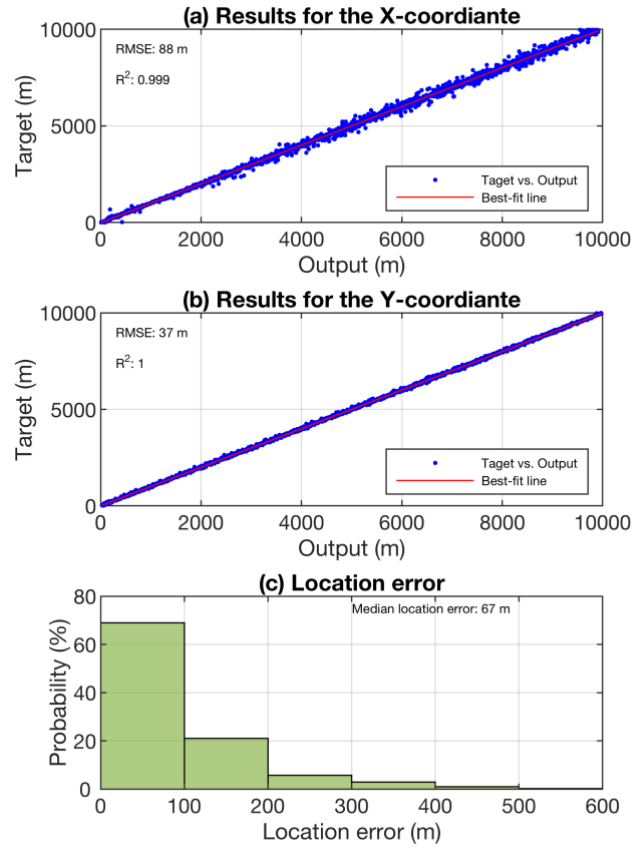 (a) Results for the X-coordiante
RMSE: 88 m
R²: 0.999
Target (m)
10000
5000
0
Taget vs. Output
Best-fit line
0 2000 4000 6000 8000 10000
Output (m)
(b) Results for the Y-coordiante
RMSE: 37 m
R²: 1
Target (m)
10000
5000
0
Taget vs. Output
Best-fit line
0 2000 4000 6000 8000 10000
Output (m)
(c) Location error
Median location error: 67 m
Probability (%)
80
60
40
20
0
0 100 200 300 400 500 600
Location error (m)